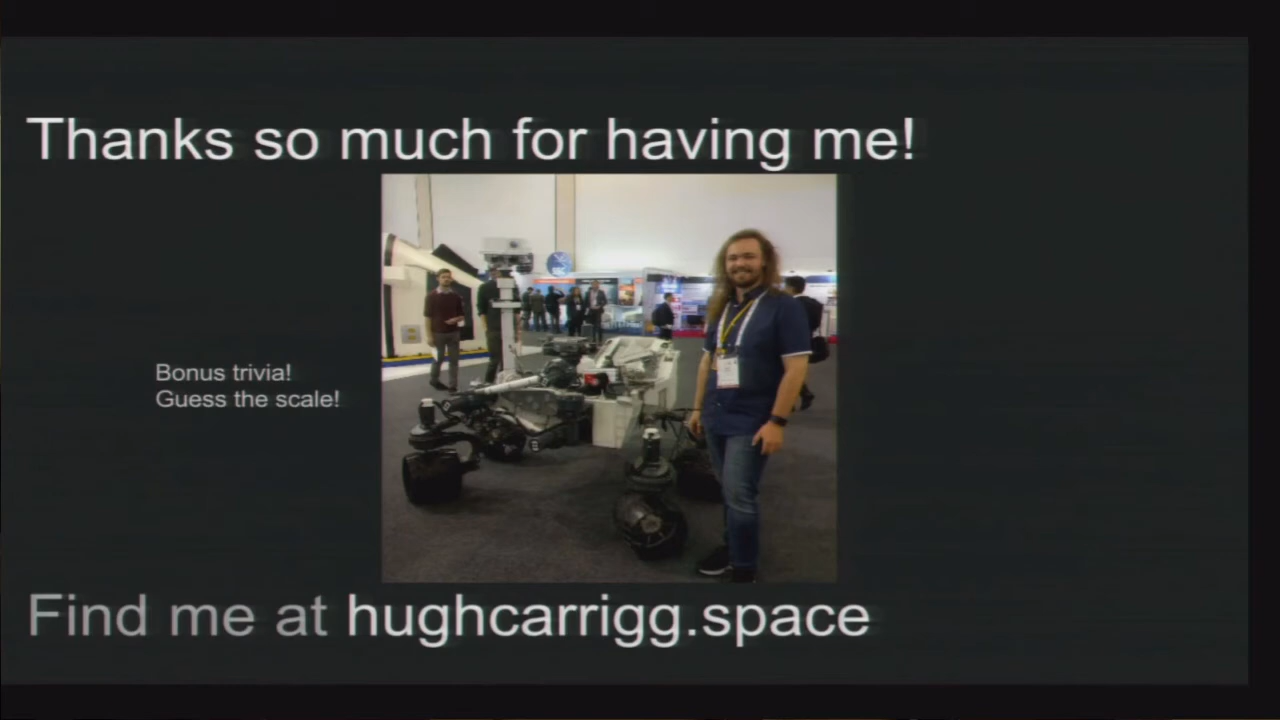 Thanks so much for having me!
Bonus trivia!
Guess the scale!
Find me at hughcarrigg.space